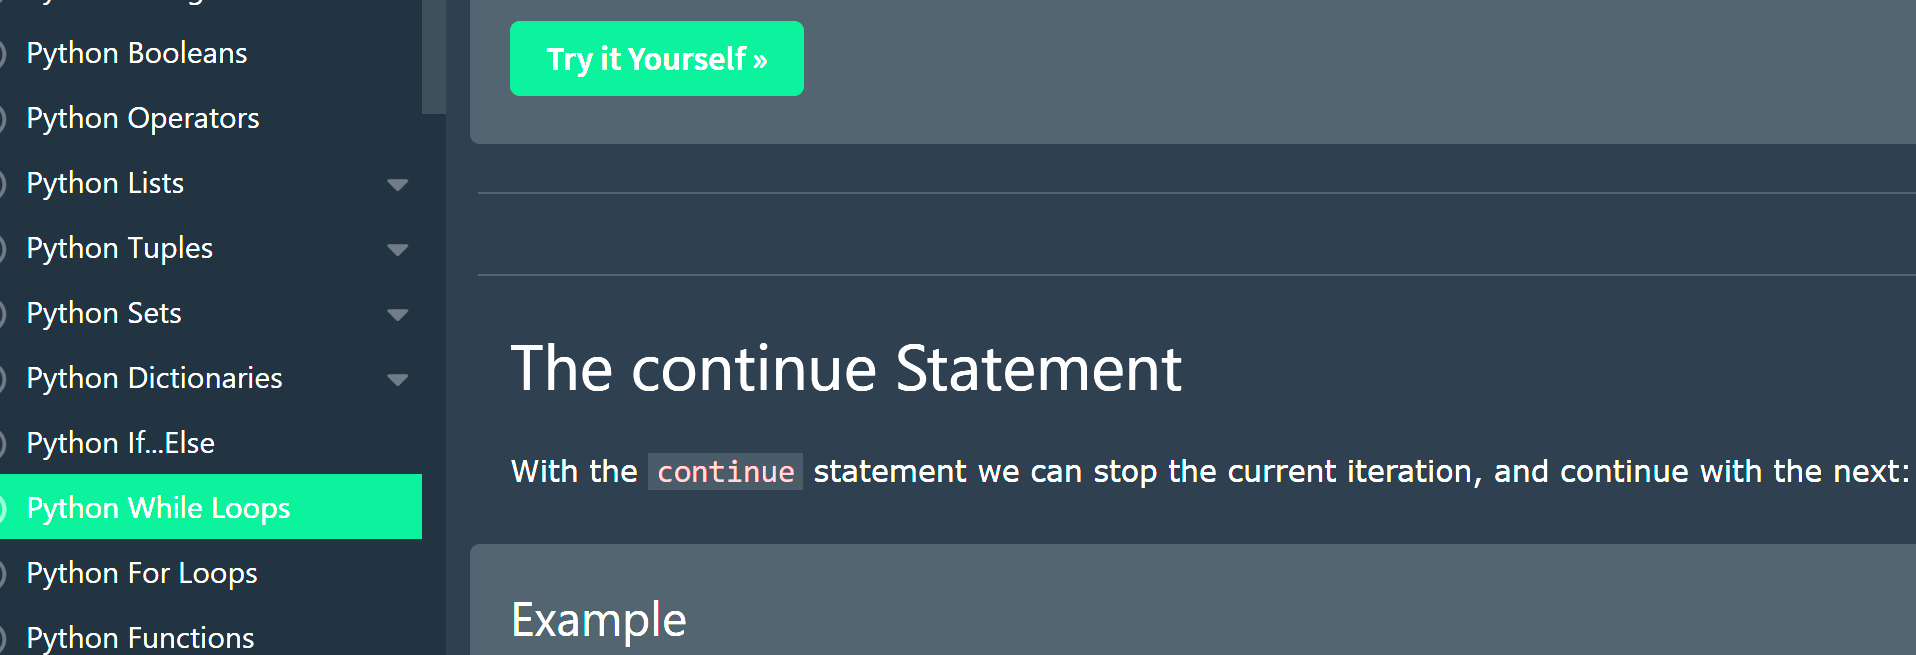 Python Booleans
Python Operators
Python Lists
Python Tuples
Python Sets
Python Dictionaries
Python If...Else
Python While Loops
Python For Loops
Python Functions
Try it Yourself »
The continue Statement
With the continue statement we can stop the current iteration, and continue with the next:
Example